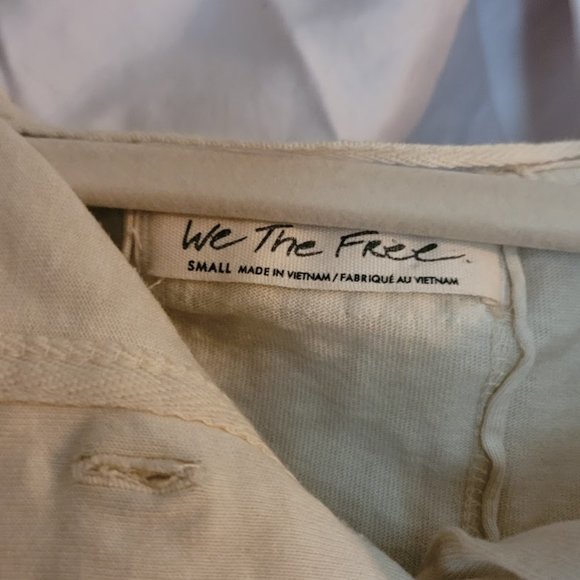 We The Free.
SMALL MADE IN VIETNAM / FABRIQUÉ AU VIETNAM